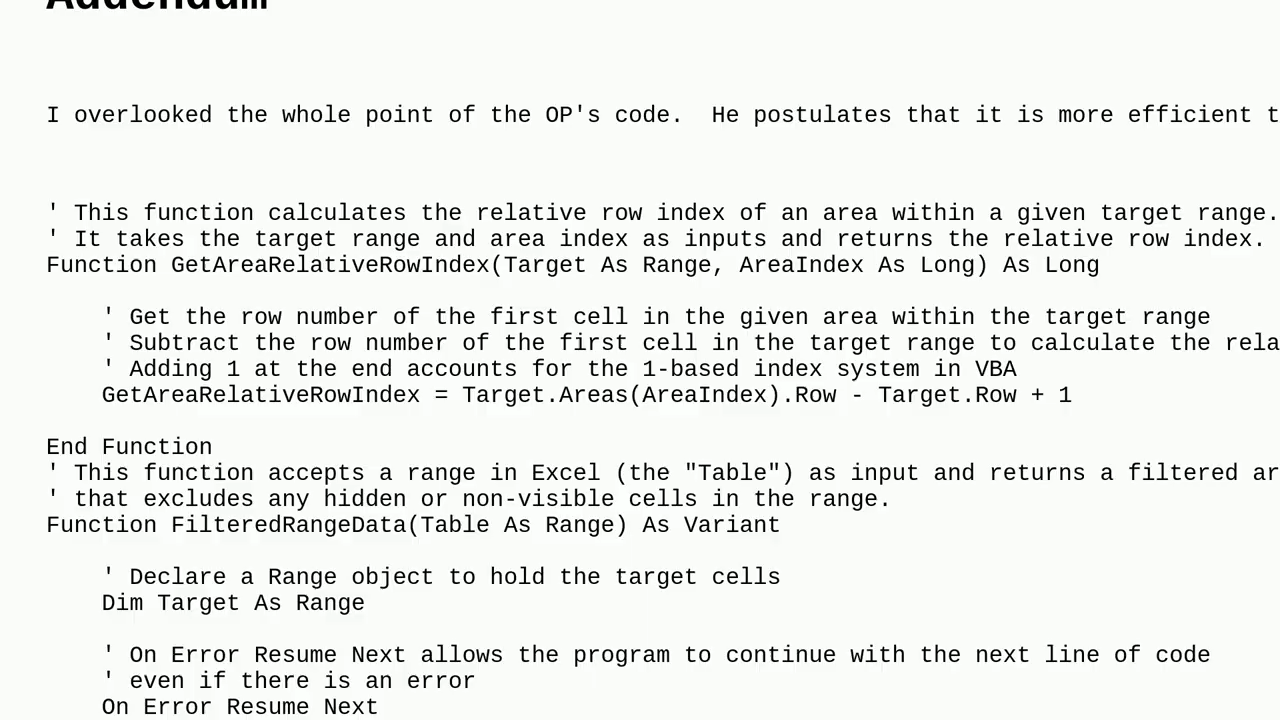 Addendum
I overlooked the whole point of the OP's code.  He postulates that it is more efficient t
' This function calculates the relative row index of an area within a given target range.
' It takes the target range and area index as inputs and returns the relative row index.
Function GetAreaRelativeRowIndex(Target As Range, AreaIndex As Long) As Long
    ' Get the row number of the first cell in the given area within the target range
    ' Subtract the row number of the first cell in the target range to calculate the rela
    ' Adding 1 at the end accounts for the 1-based index system in VBA
    GetAreaRelativeRowIndex = Target.Areas(AreaIndex).Row - Target.Row + 1
End Function
' This function accepts a range in Excel (the "Table") as input and returns a filtered ar
' that excludes any hidden or non-visible cells in the range.
Function FilteredRangeData(Table As Range) As Variant
    ' Declare a Range object to hold the target cells
    Dim Target As Range
    ' On Error Resume Next allows the program to continue with the next line of code
    ' even if there is an error
    On Error Resume Next